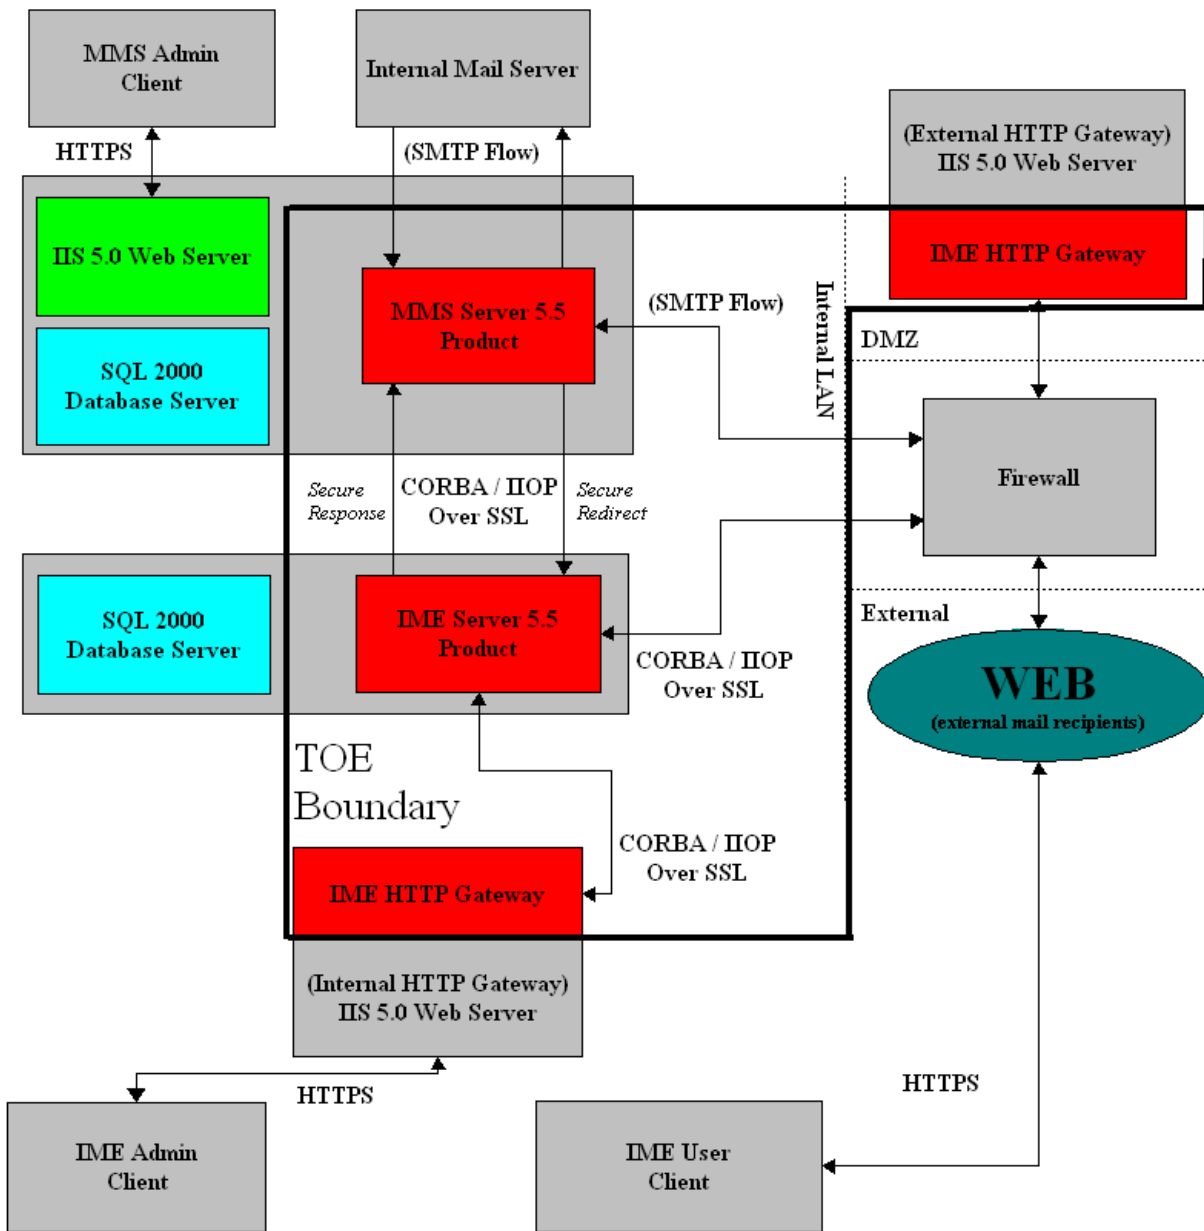 MMS Admin
Client
Internal Mail Server
HTTPS
(SMTP Flow)
(External HTTP Gateway)
IIS 5.0 Web Server
IIS 5.0 Web Server
IME HTTP Gateway
MMS Server 5.5
Product
(SMTP Flow)
Internal LAN
DMZ
SQL 2000
Database Server
Firewall
Secure
Response
CORBA / IIOP
Over SSL
Secure
Redirect
SQL 2000
Database Server
IME Server 5.5
Product
External
CORBA / IIOP
Over SSL
WEB
(external mail recipients)
TOE
Boundary
CORBA / IIOP
Over SSL
IME HTTP Gateway
(Internal HTTP Gateway)
IIS 5.0 Web Server
HTTPS
HTTPS
IME Admin
Client
IME User
Client